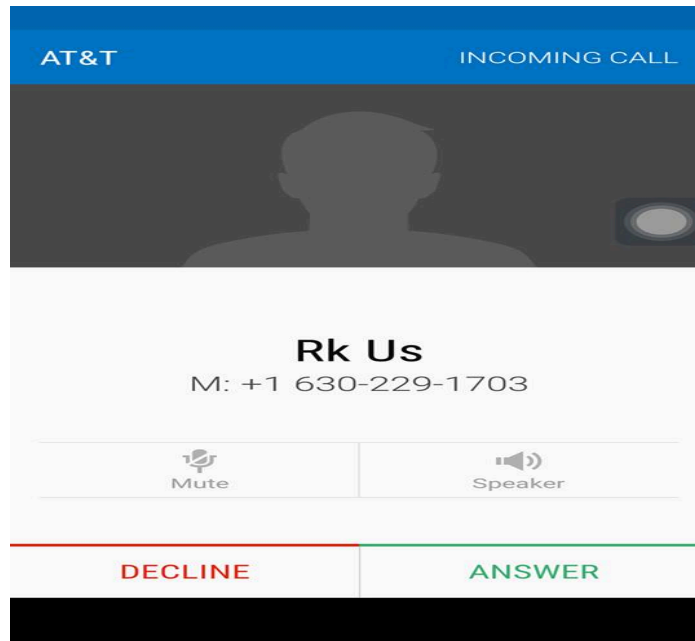 AT&T INCOMING CALL
Rk Us
M: +1 630-229-1703
Mute Speaker
DECLINE ANSWER